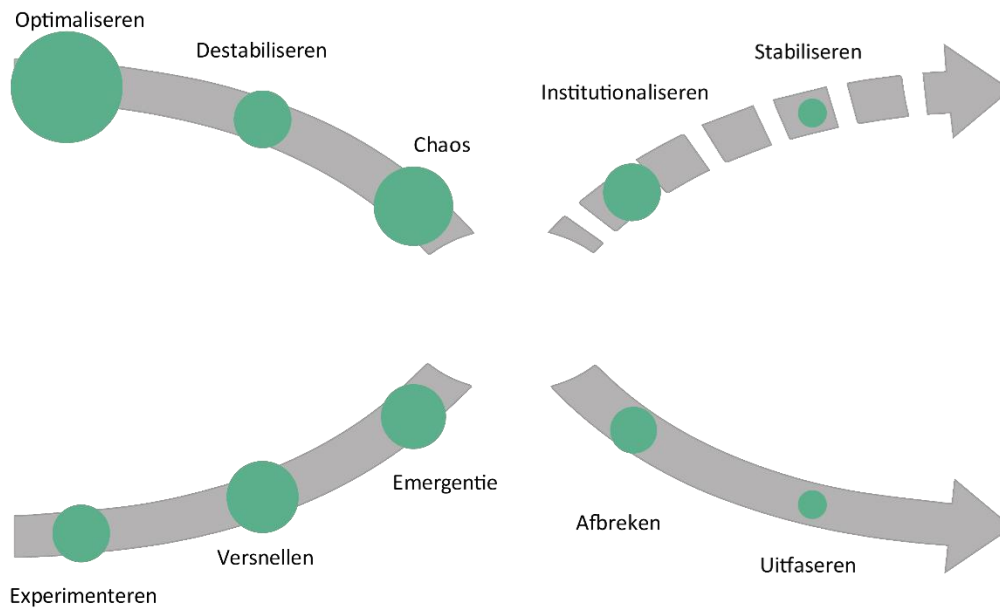 Optimaliseren
Destabiliseren
Chaos
Stabiliseren
Institutionaliseren
Emergentie
Versnellen
Experimenteren
Afbreken
Uitfaseren